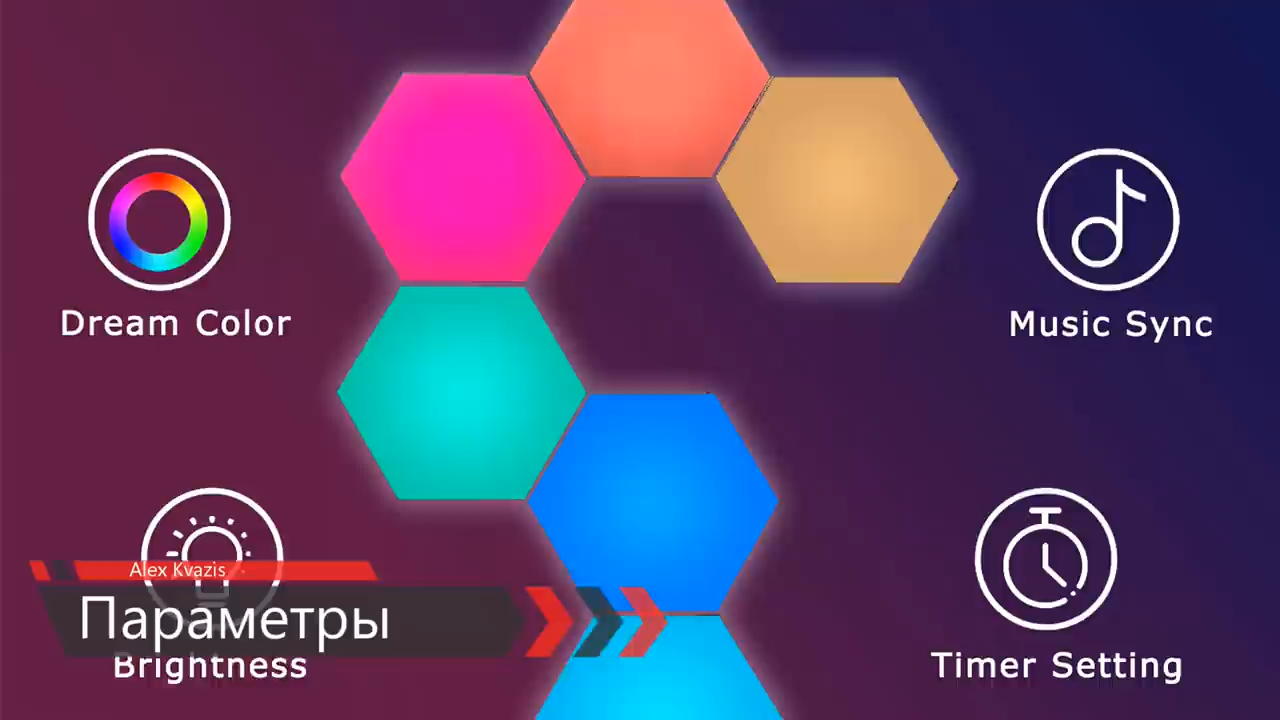 Dream Color
Music Sync
Alex Kvazis
Параметры
Brightness
Timer Setting